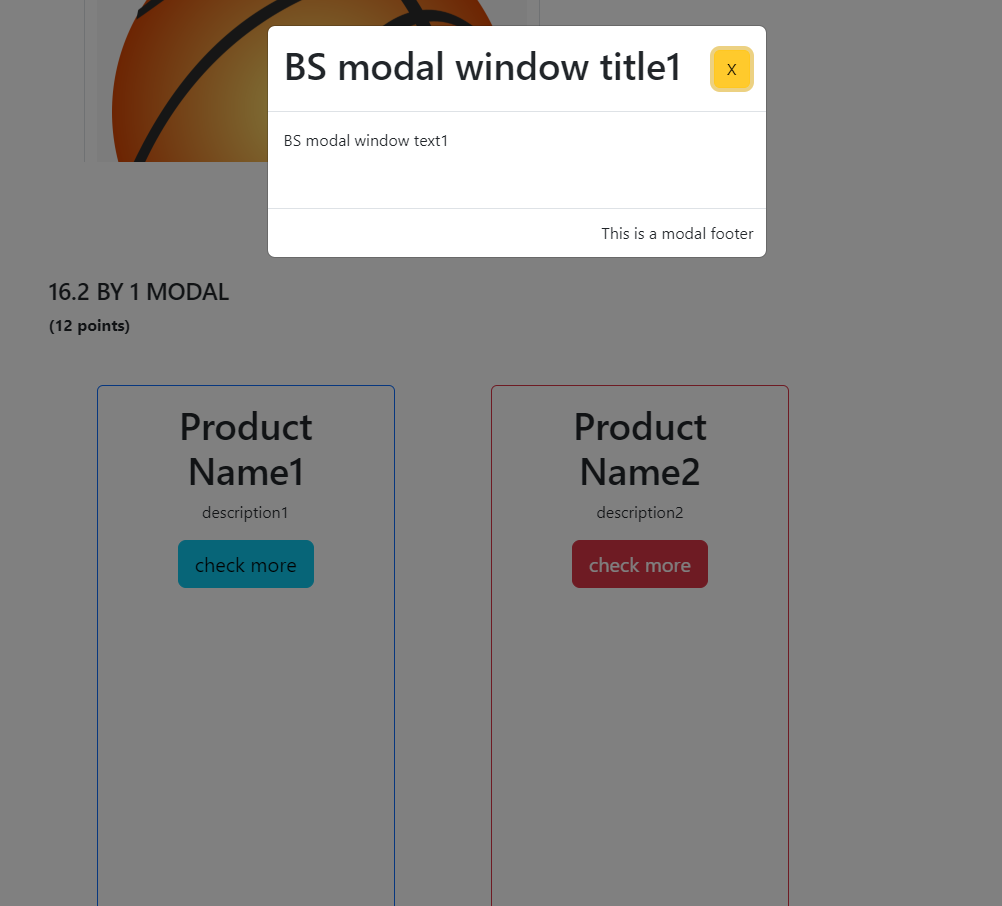 BS modal window title1
X
BS modal window text1
This is a modal footer
16.2 BY 1 MODAL
(12 points)
Product
Name1
description1
check more
Product
Name2
description2
check more